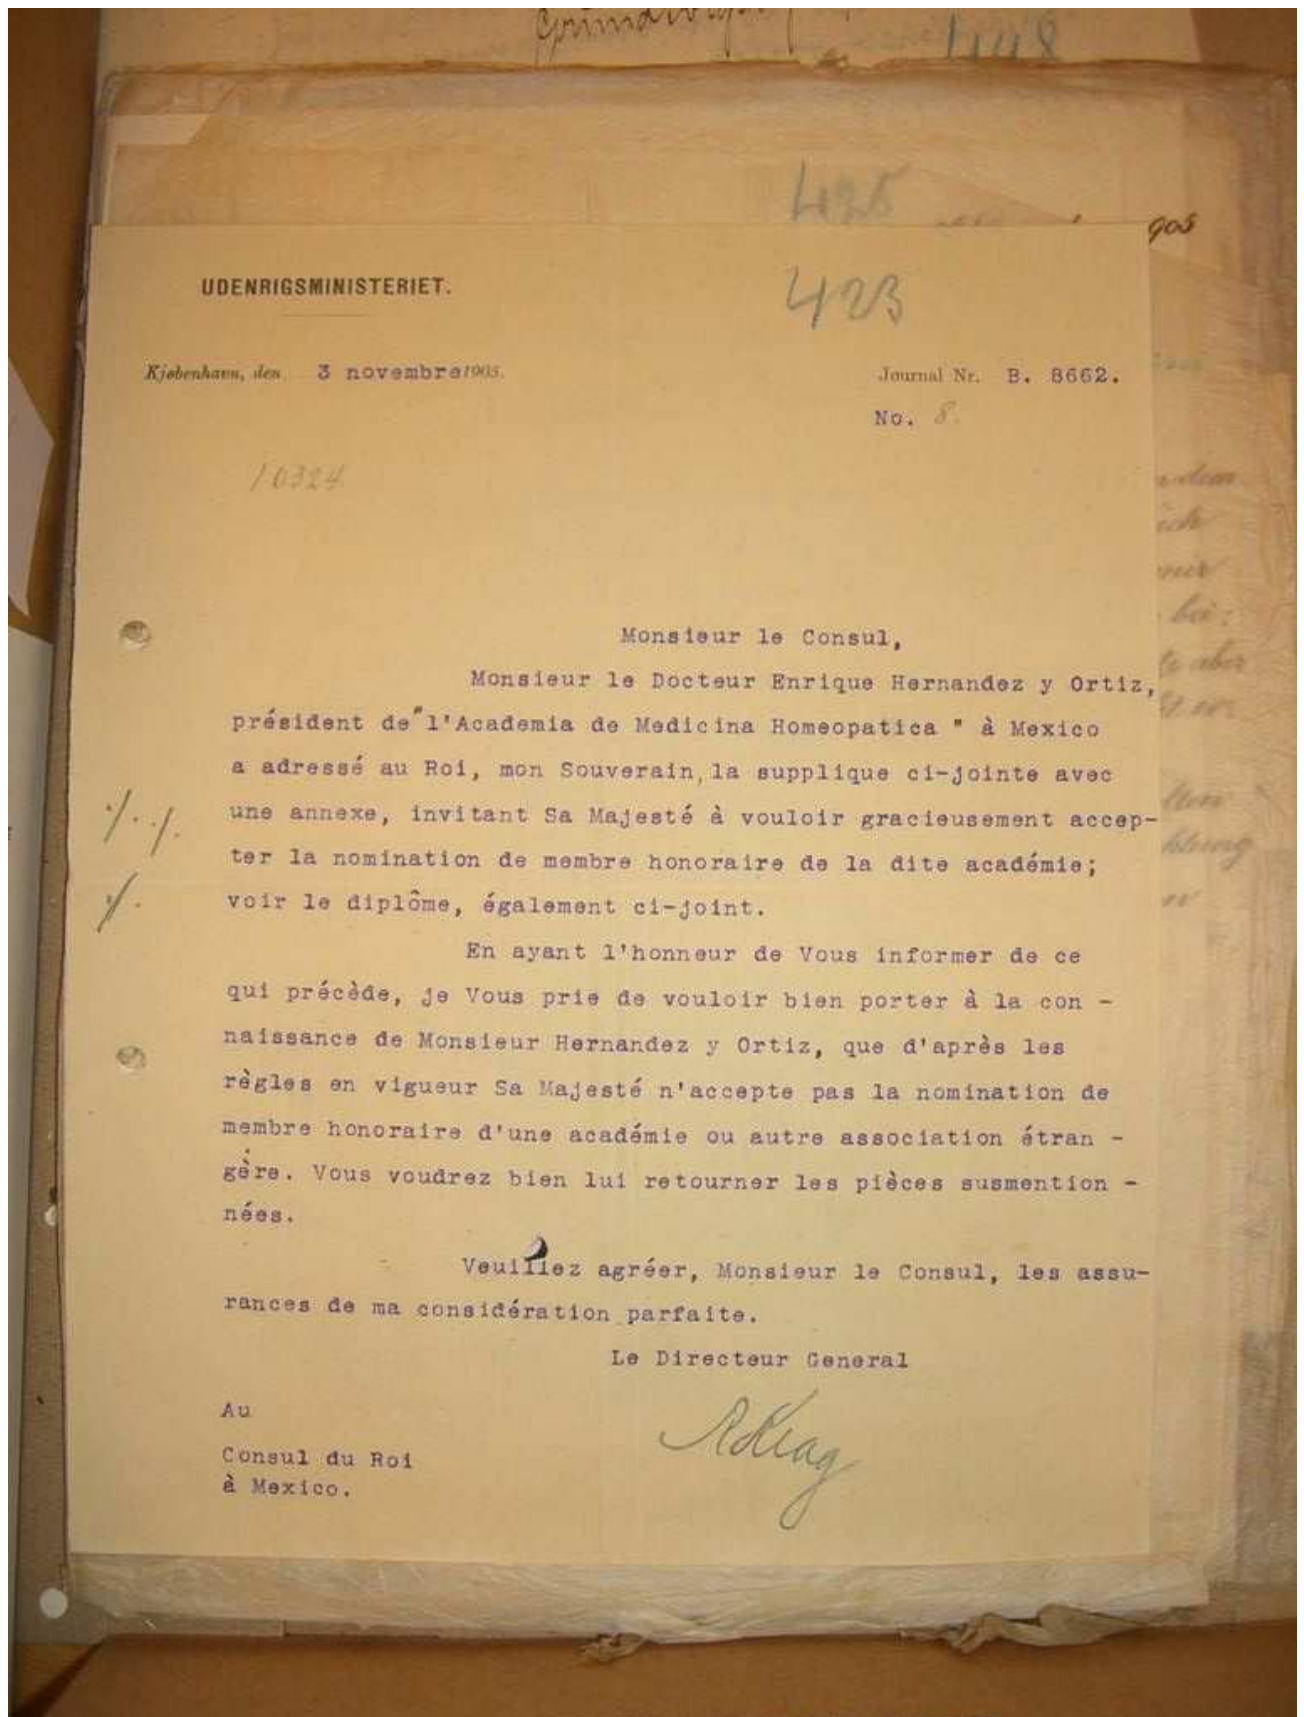 1448
425
905
UDENRIGSMINISTERIET.
423
Kjøbenhavn, den 3 novembre 1905.
Journal Nr. B. 8662.
No. 8.
10324
Monsieur le Consul,
Monsieur le Docteur Enrique Hernandez y Ortiz,
président de "l'Academia de Medicina Homeopatica " à Mexico
a adressé au Roi, mon Souverain, la supplique ci-jointe avec
une annexe, invitant Sa Majesté à vouloir gracieusement accep-
ter la nomination de membre honoraire de la dite académie;
voir le diplôme, également ci-joint.
En ayant l'honneur de Vous informer de ce
qui précède, je Vous prie de vouloir bien porter à la con -
naissance de Monsieur Hernandez y Ortiz, que d'après les
règles en vigueur Sa Majesté n'accepte pas la nomination de
membre honoraire d'une académie ou autre association étran -
gère. Vous voudrez bien lui retourner les pièces susmention -
nées.
Veuillez agréer, Monsieur le Consul, les assu-
rances de ma considération parfaite.
Le Directeur General
Au
Consul du Roi
à Mexico.